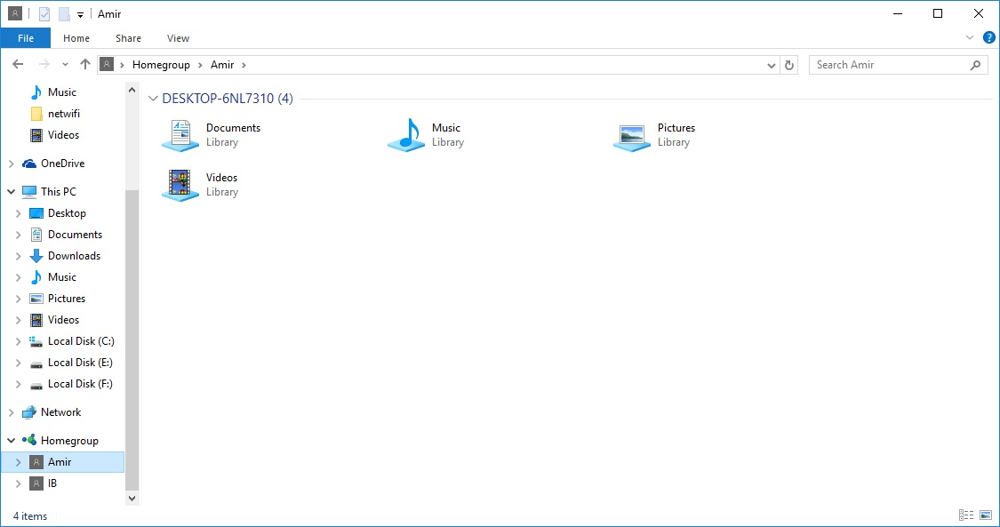 Amir
File Home Share View
Homegroup Amir
Search Amir
Music
netwifi
Videos
OneDrive
This PC
Desktop
Documents
Downloads
Music
Pictures
Videos
Local Disk (C:)
Local Disk (E:)
Local Disk (F:)
Network
Homegroup
Amir
IB
DESKTOP-6NL7310 (4)
Documents
Library
Music
Library
Pictures
Library
Videos
Library
4 items